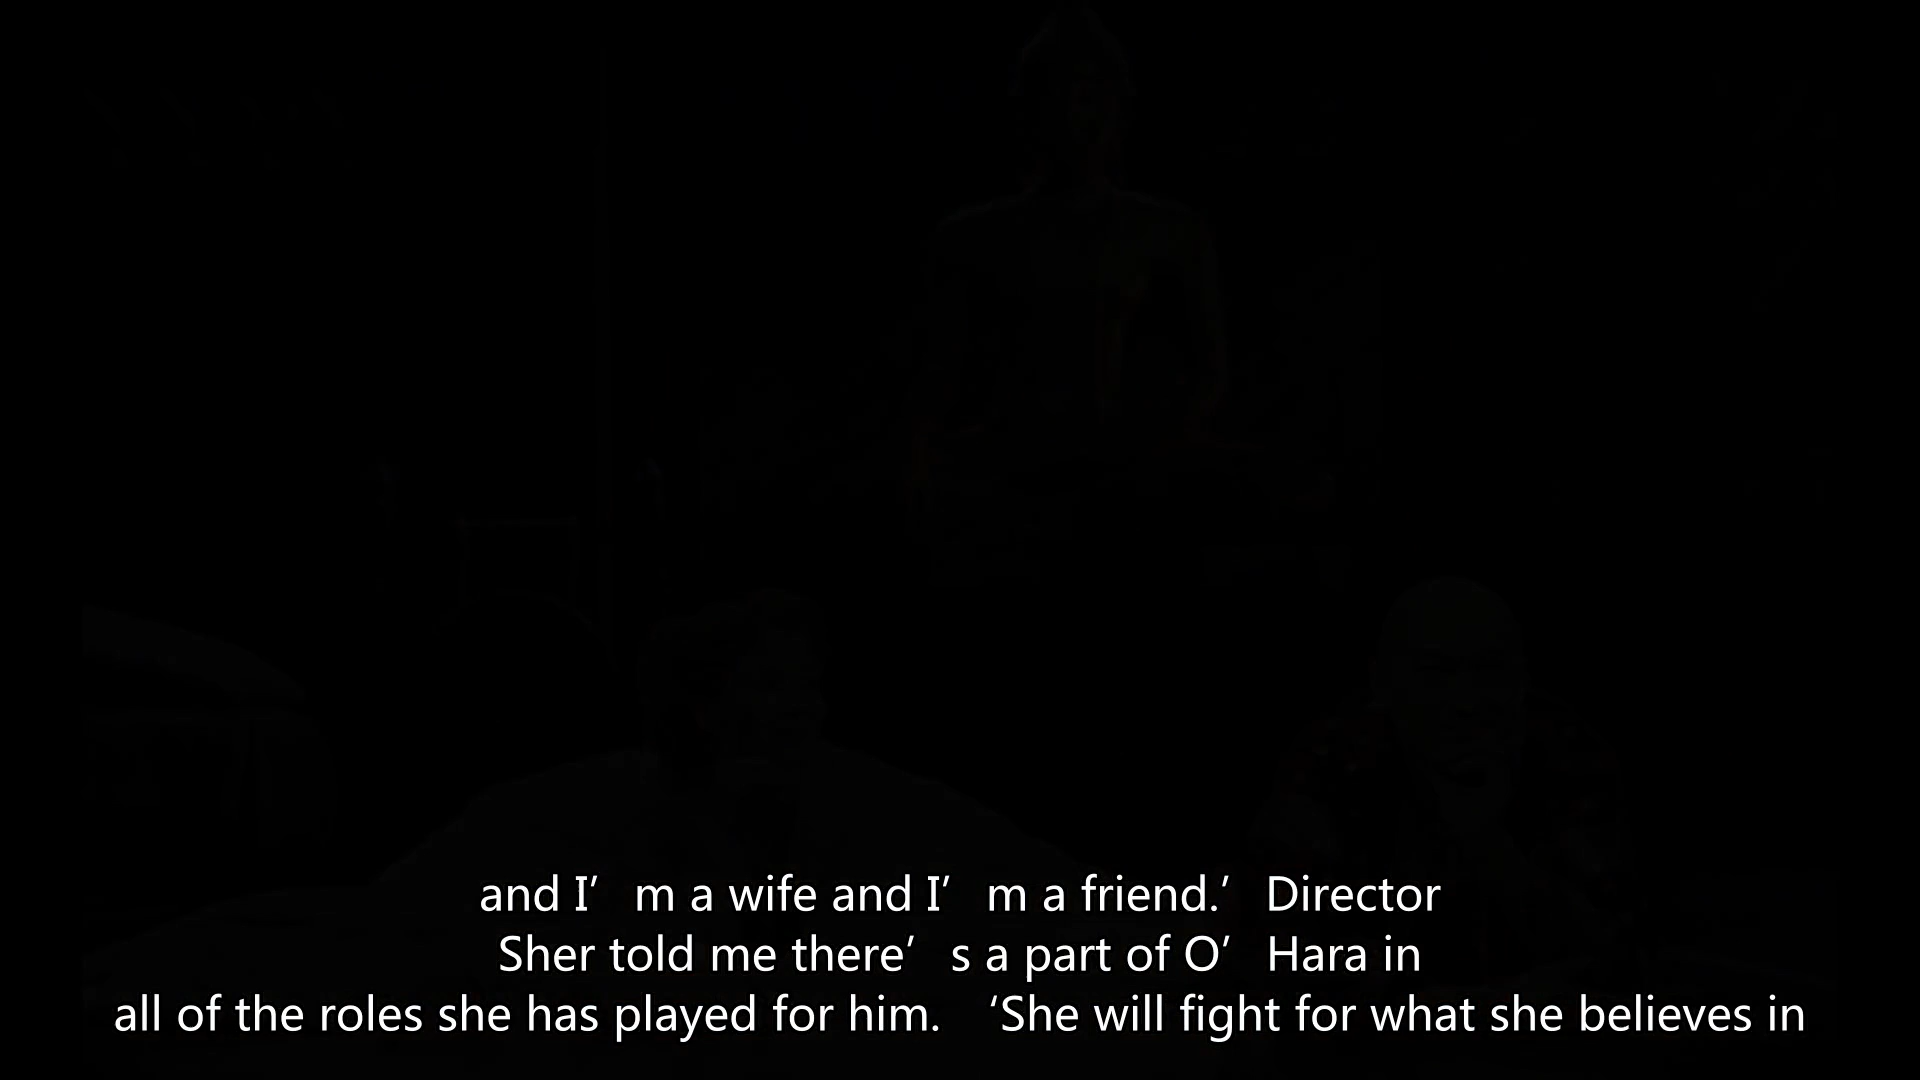 and I’ m a wife and I’ m a friend.’ Director
Sher told me there’ s a part of O’ Hara in
all of the roles she has played for him. ‘She will fight for what she believes in